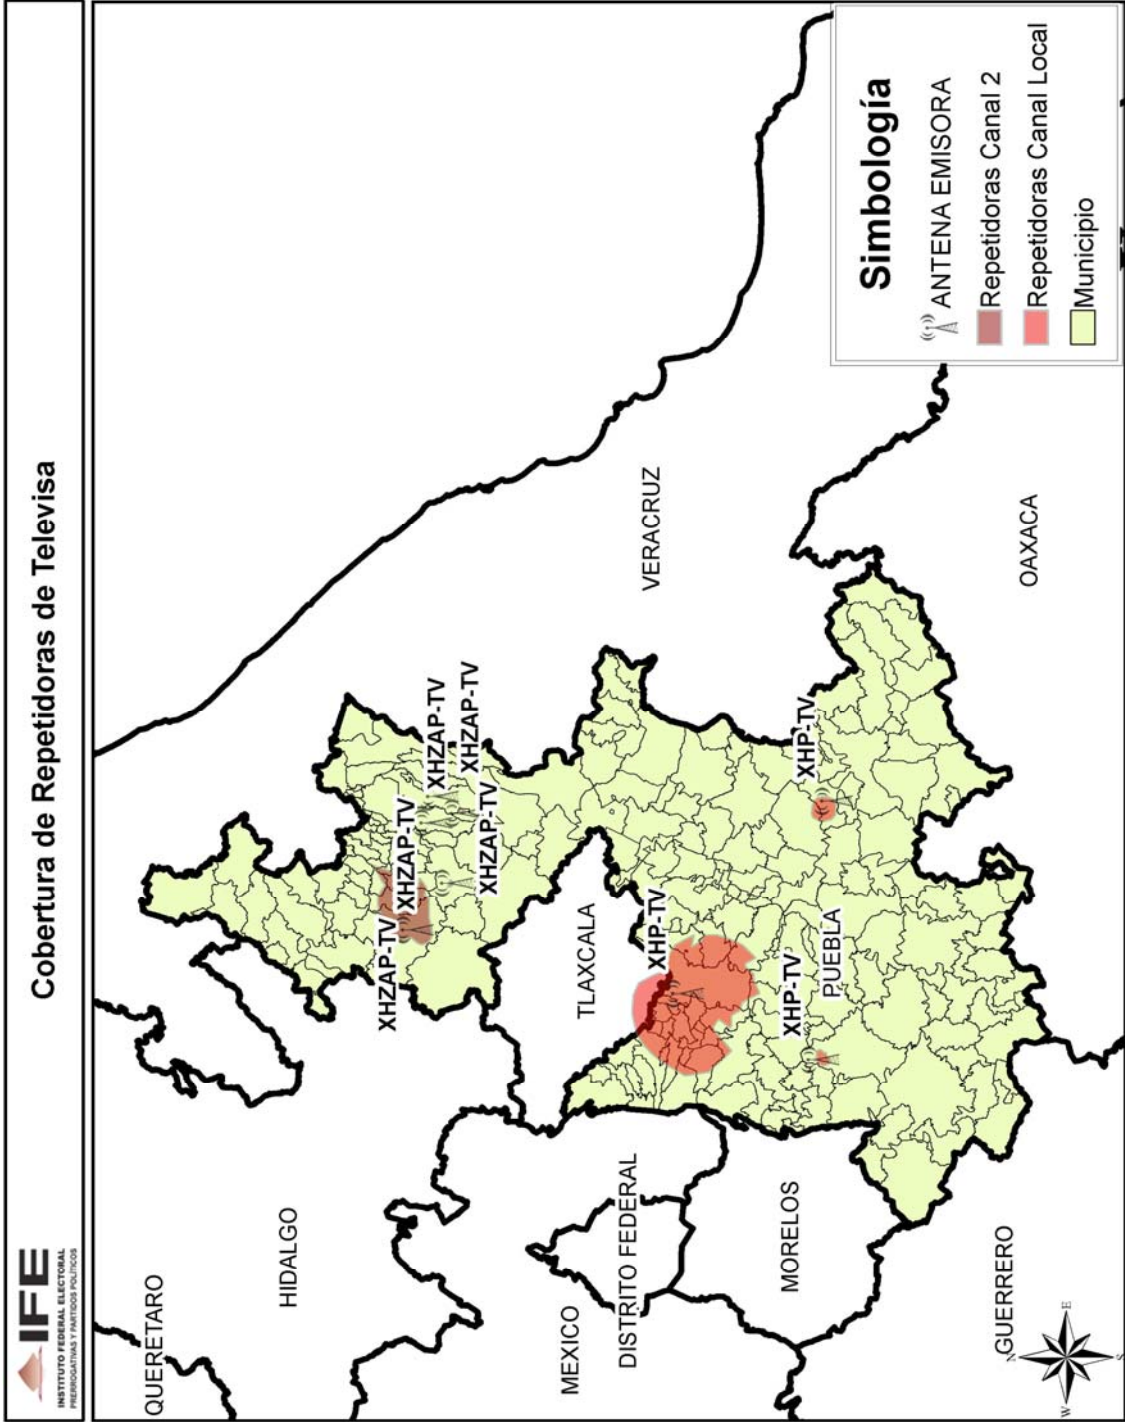 IFE
INSTITUTO FEDERAL ELECTORAL
PRERROGATIVAS Y PARTIDOS POLÍTICOS
Cobertura de Repetidoras de Televisa
QUERETARO
HIDALGO
XHZAP-TV
XHZAP-TV
XHZAP-TV
XHZAP-TV
XHZAP-TV
MEXICO
TLAXCALA
DISTRITO FEDERAL
XHP-TV
VERACRUZ
MORELOS
XHP-TV
XHP-TV
PUEBLA
GUERRERO
OAXACA
N
W
E
S
Simbología
ANTENA EMISORA
Repetidoras Canal 2
Repetidoras Canal Local
Municipio